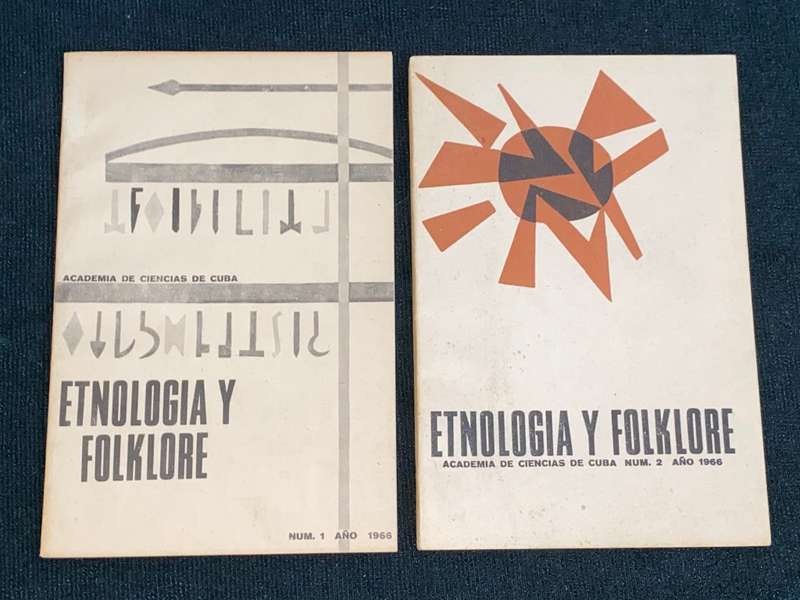 ACADEMIA DE CIENCIAS DE CUBA
ETNOLOGIA Y
FOLKLORE
NUM. 1 AÑO 1966
ETNOLOGIA Y FOLKLORE
ACADEMIA DE CIENCIAS DE CUBA NUM. 2 AÑO 1966